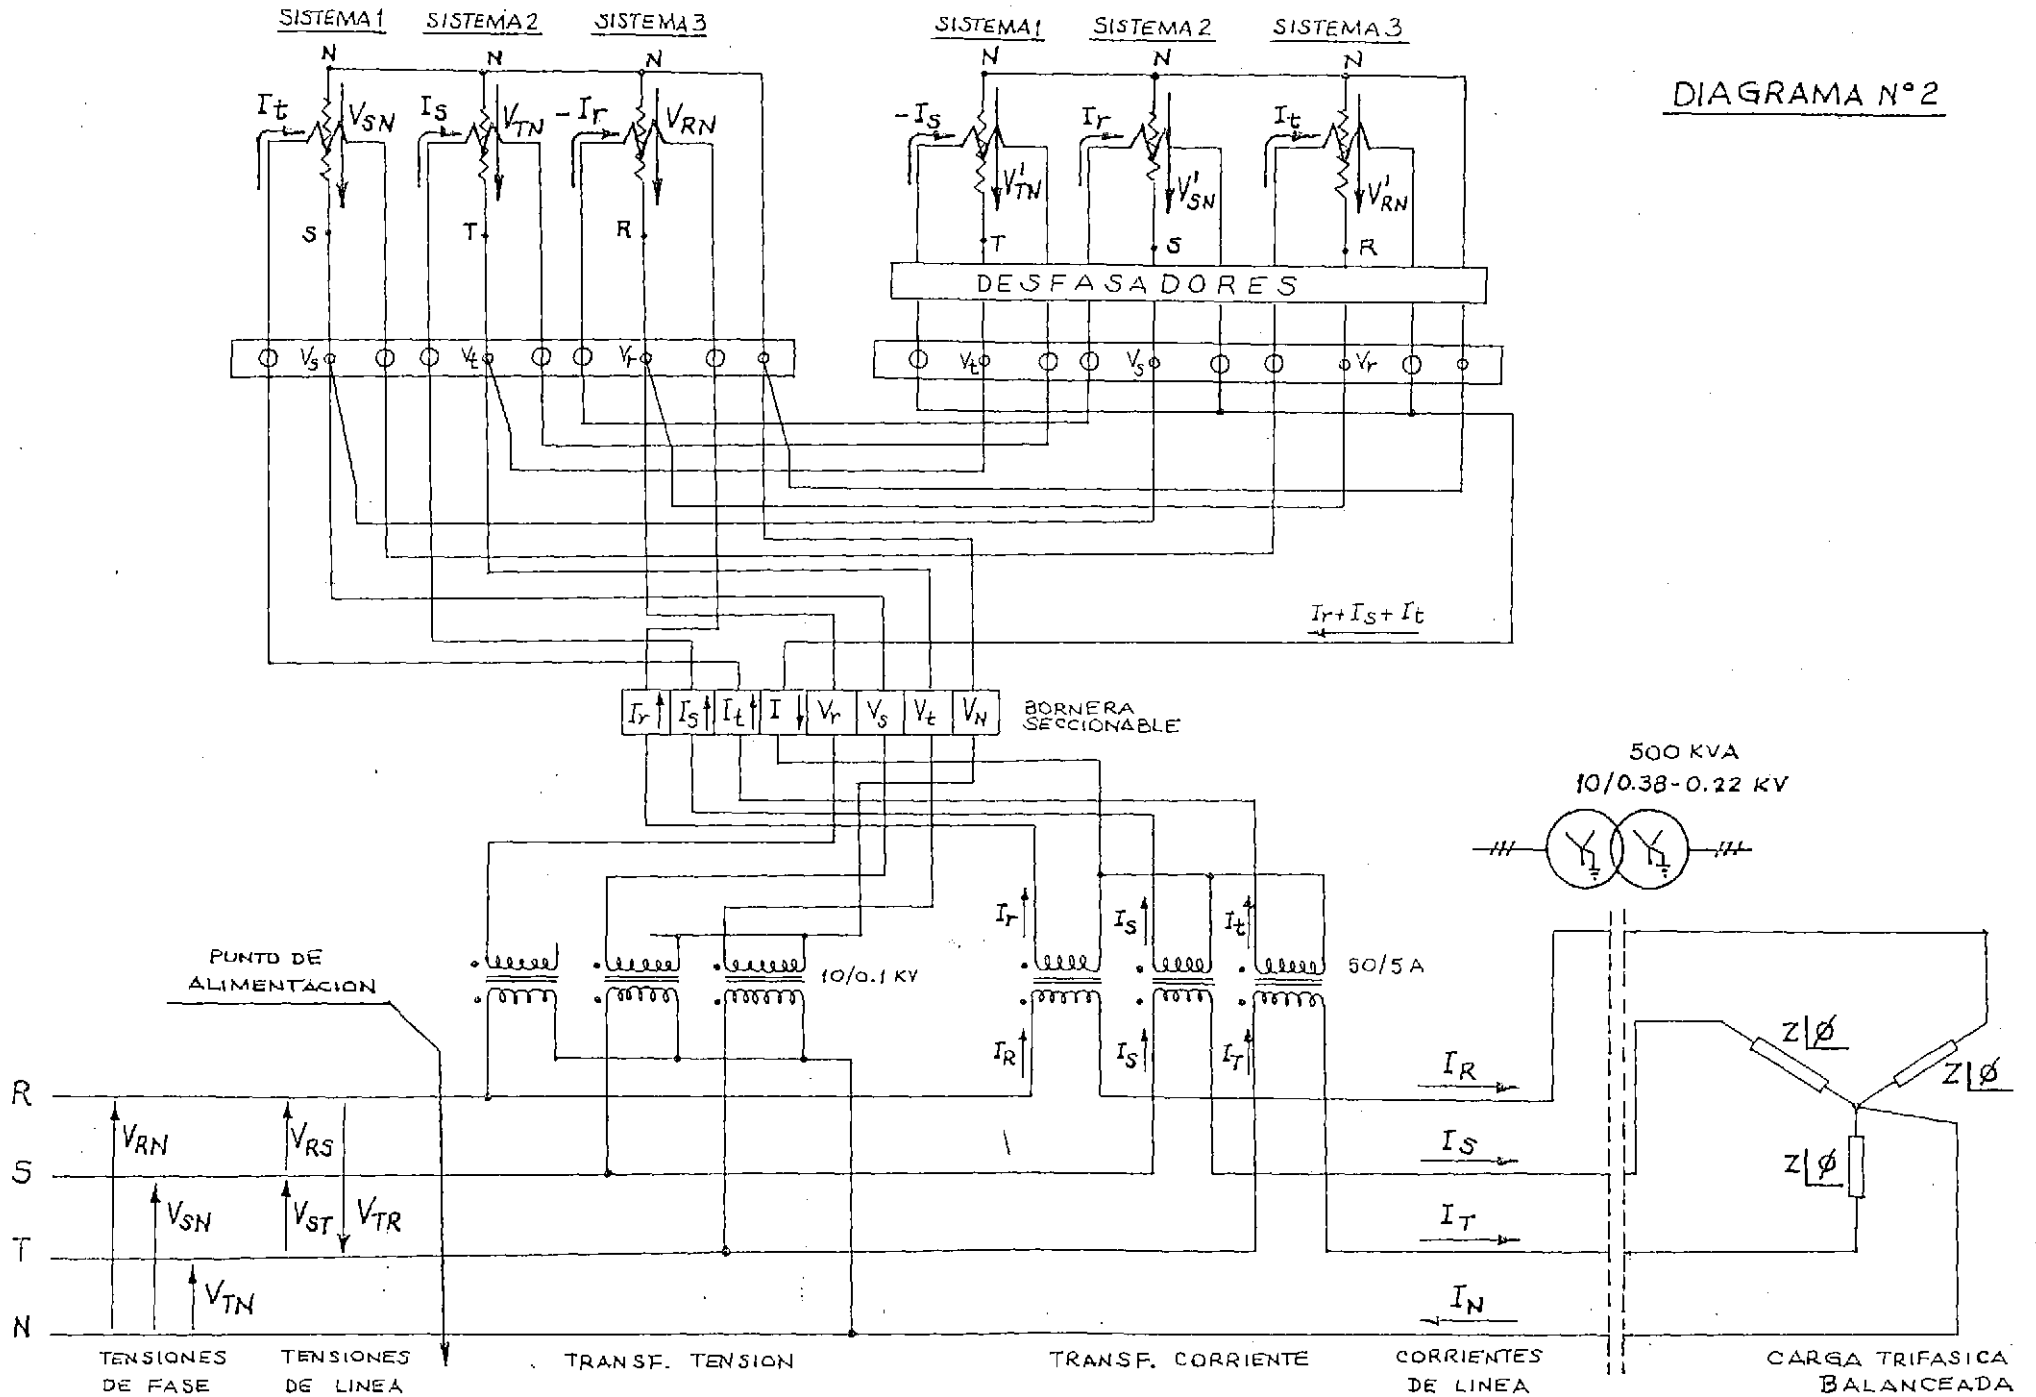 SISTEMA 1
SISTEMA 2
SISTEMA 3
SISTEMA 1
SISTEMA 2
SISTEMA 3
DIAGRAMA Nº 2
N
N
N
N
N
N
It
VSN
Is
VTN
-Ir
VRN
-Is
V'TN
Ir
V'SN
It
V'RN
S
T
R
T
S
R
DESFASADORES
Vs
Vt
Vr
Vt
Vs
Vr
Ir + Is + It
Ir
Is
It
I
Vr
Vs
Vt
VN
BORNERA
SECCIONABLE
500 KVA
10/0.38-0.22 KV
Ir
Is
It
PUNTO DE
ALIMENTACION
10/0.1 KV
50/5 A
IR
IS
IT
Z∠Ø
Z∠Ø
Z∠Ø
R
IR
VRN
VRS
S
IS
VSN
VST
VTR
T
IT
VTN
N
IN
TENSIONES
DE FASE
TENSIONES
DE LINEA
TRANSF. TENSION
TRANSF. CORRIENTE
CORRIENTES
DE LINEA
CARGA TRIFASICA
BALANCEADA